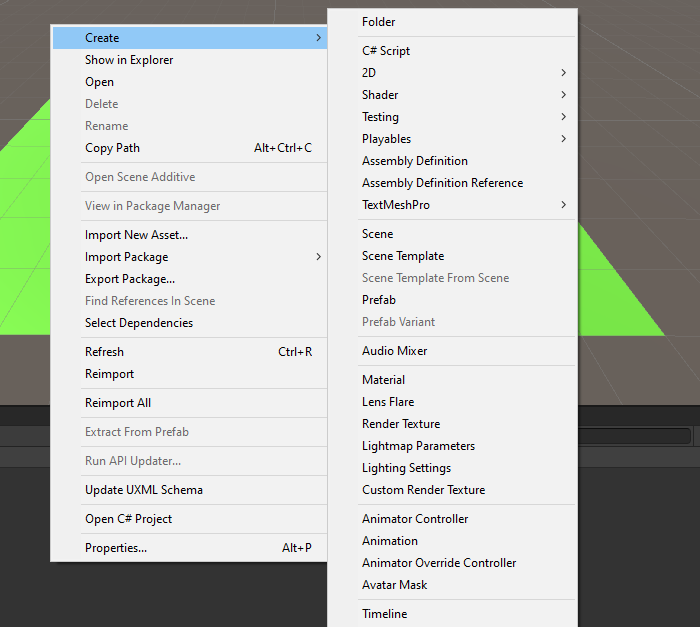 Create
Show in Explorer
Open
Delete
Rename
Copy Path Alt+Ctrl+C
Open Scene Additive
View in Package Manager
Import New Asset...
Import Package
Export Package...
Find References In Scene
Select Dependencies
Refresh Ctrl+R
Reimport
Reimport All
Extract From Prefab
Run API Updater...
Update UXML Schema
Open C# Project
Properties... Alt+P
Folder
C# Script
2D
Shader
Testing
Playables
Assembly Definition
Assembly Definition Reference
TextMeshPro
Scene
Scene Template
Scene Template From Scene
Prefab
Prefab Variant
Audio Mixer
Material
Lens Flare
Render Texture
Lightmap Parameters
Lighting Settings
Custom Render Texture
Animator Controller
Animation
Animator Override Controller
Avatar Mask
Timeline